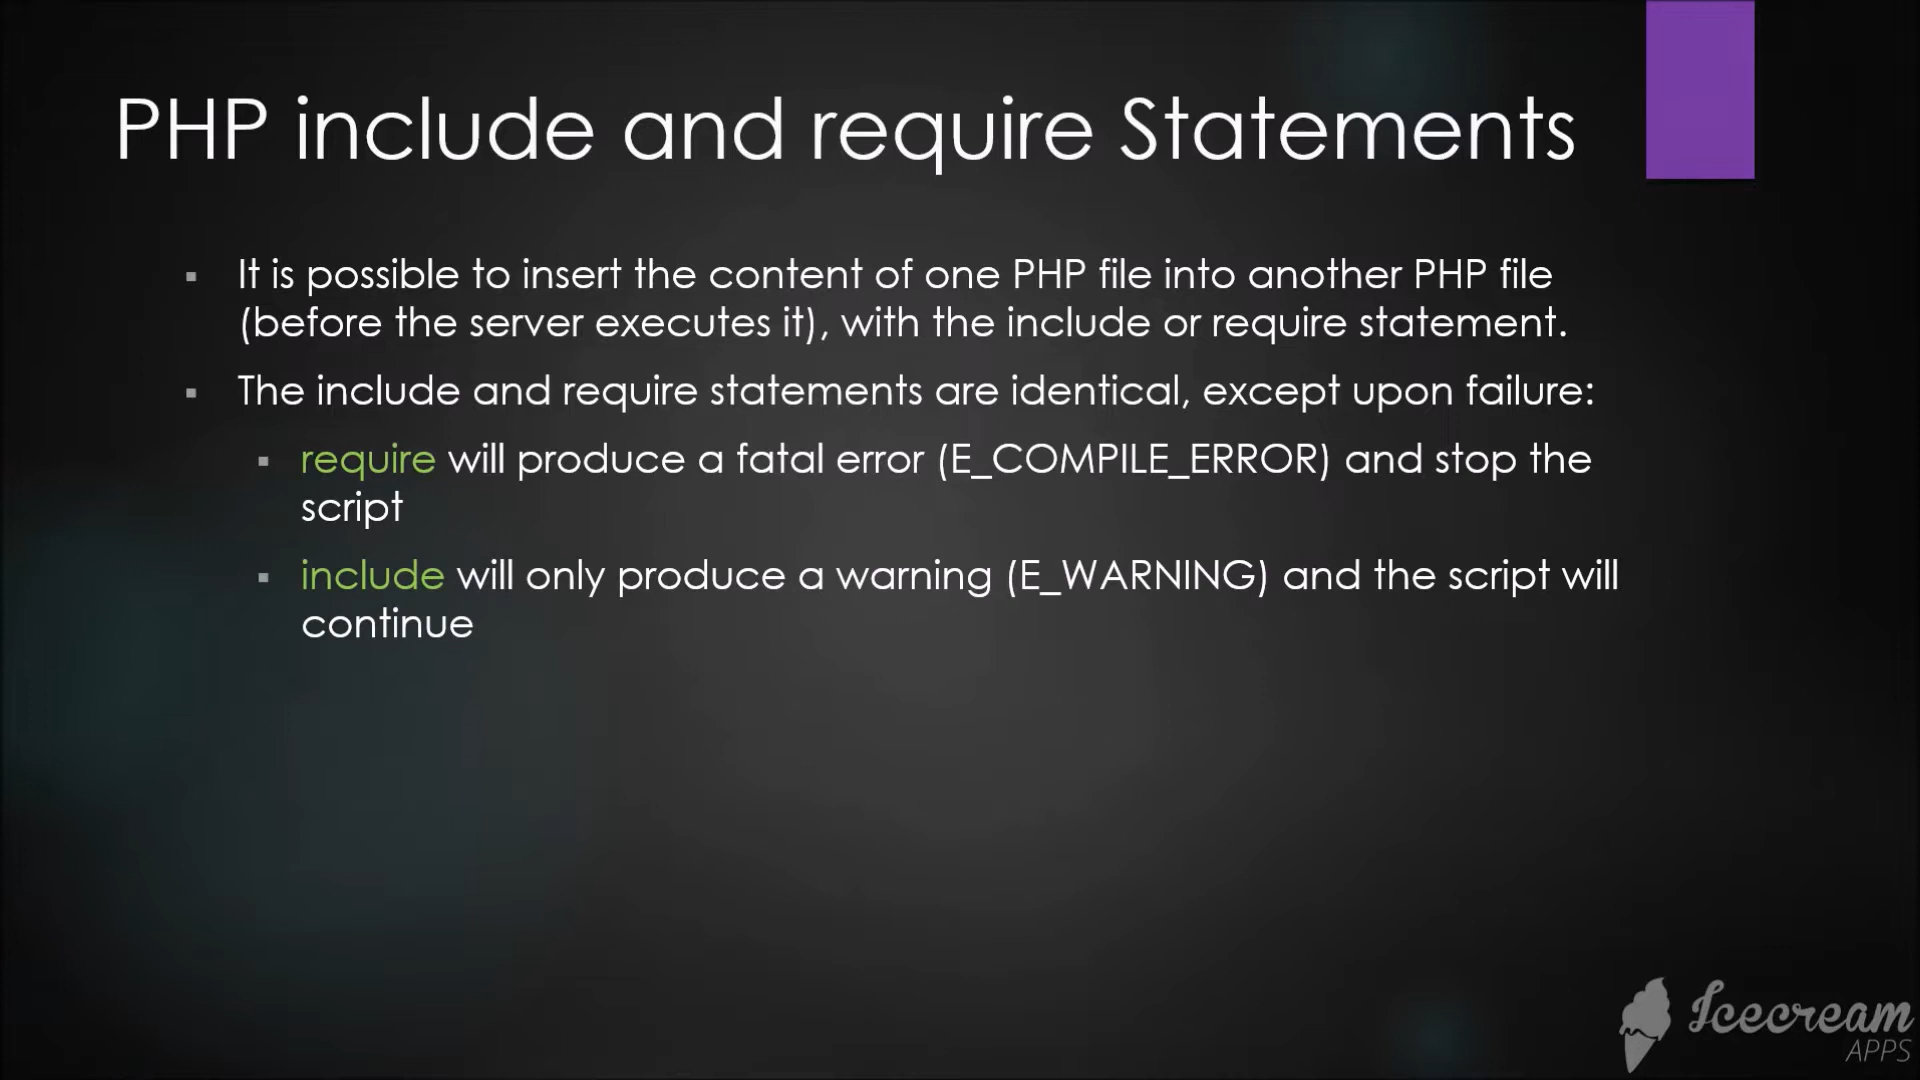 PHP include and require Statements
It is possible to insert the content of one PHP file into another PHP file
(before the server executes it), with the include or require statement.
The include and require statements are identical, except upon failure:
require will produce a fatal error (E_COMPILE_ERROR) and stop the
script
include will only produce a warning (E_WARNING) and the script will
continue
Icecream
APPS